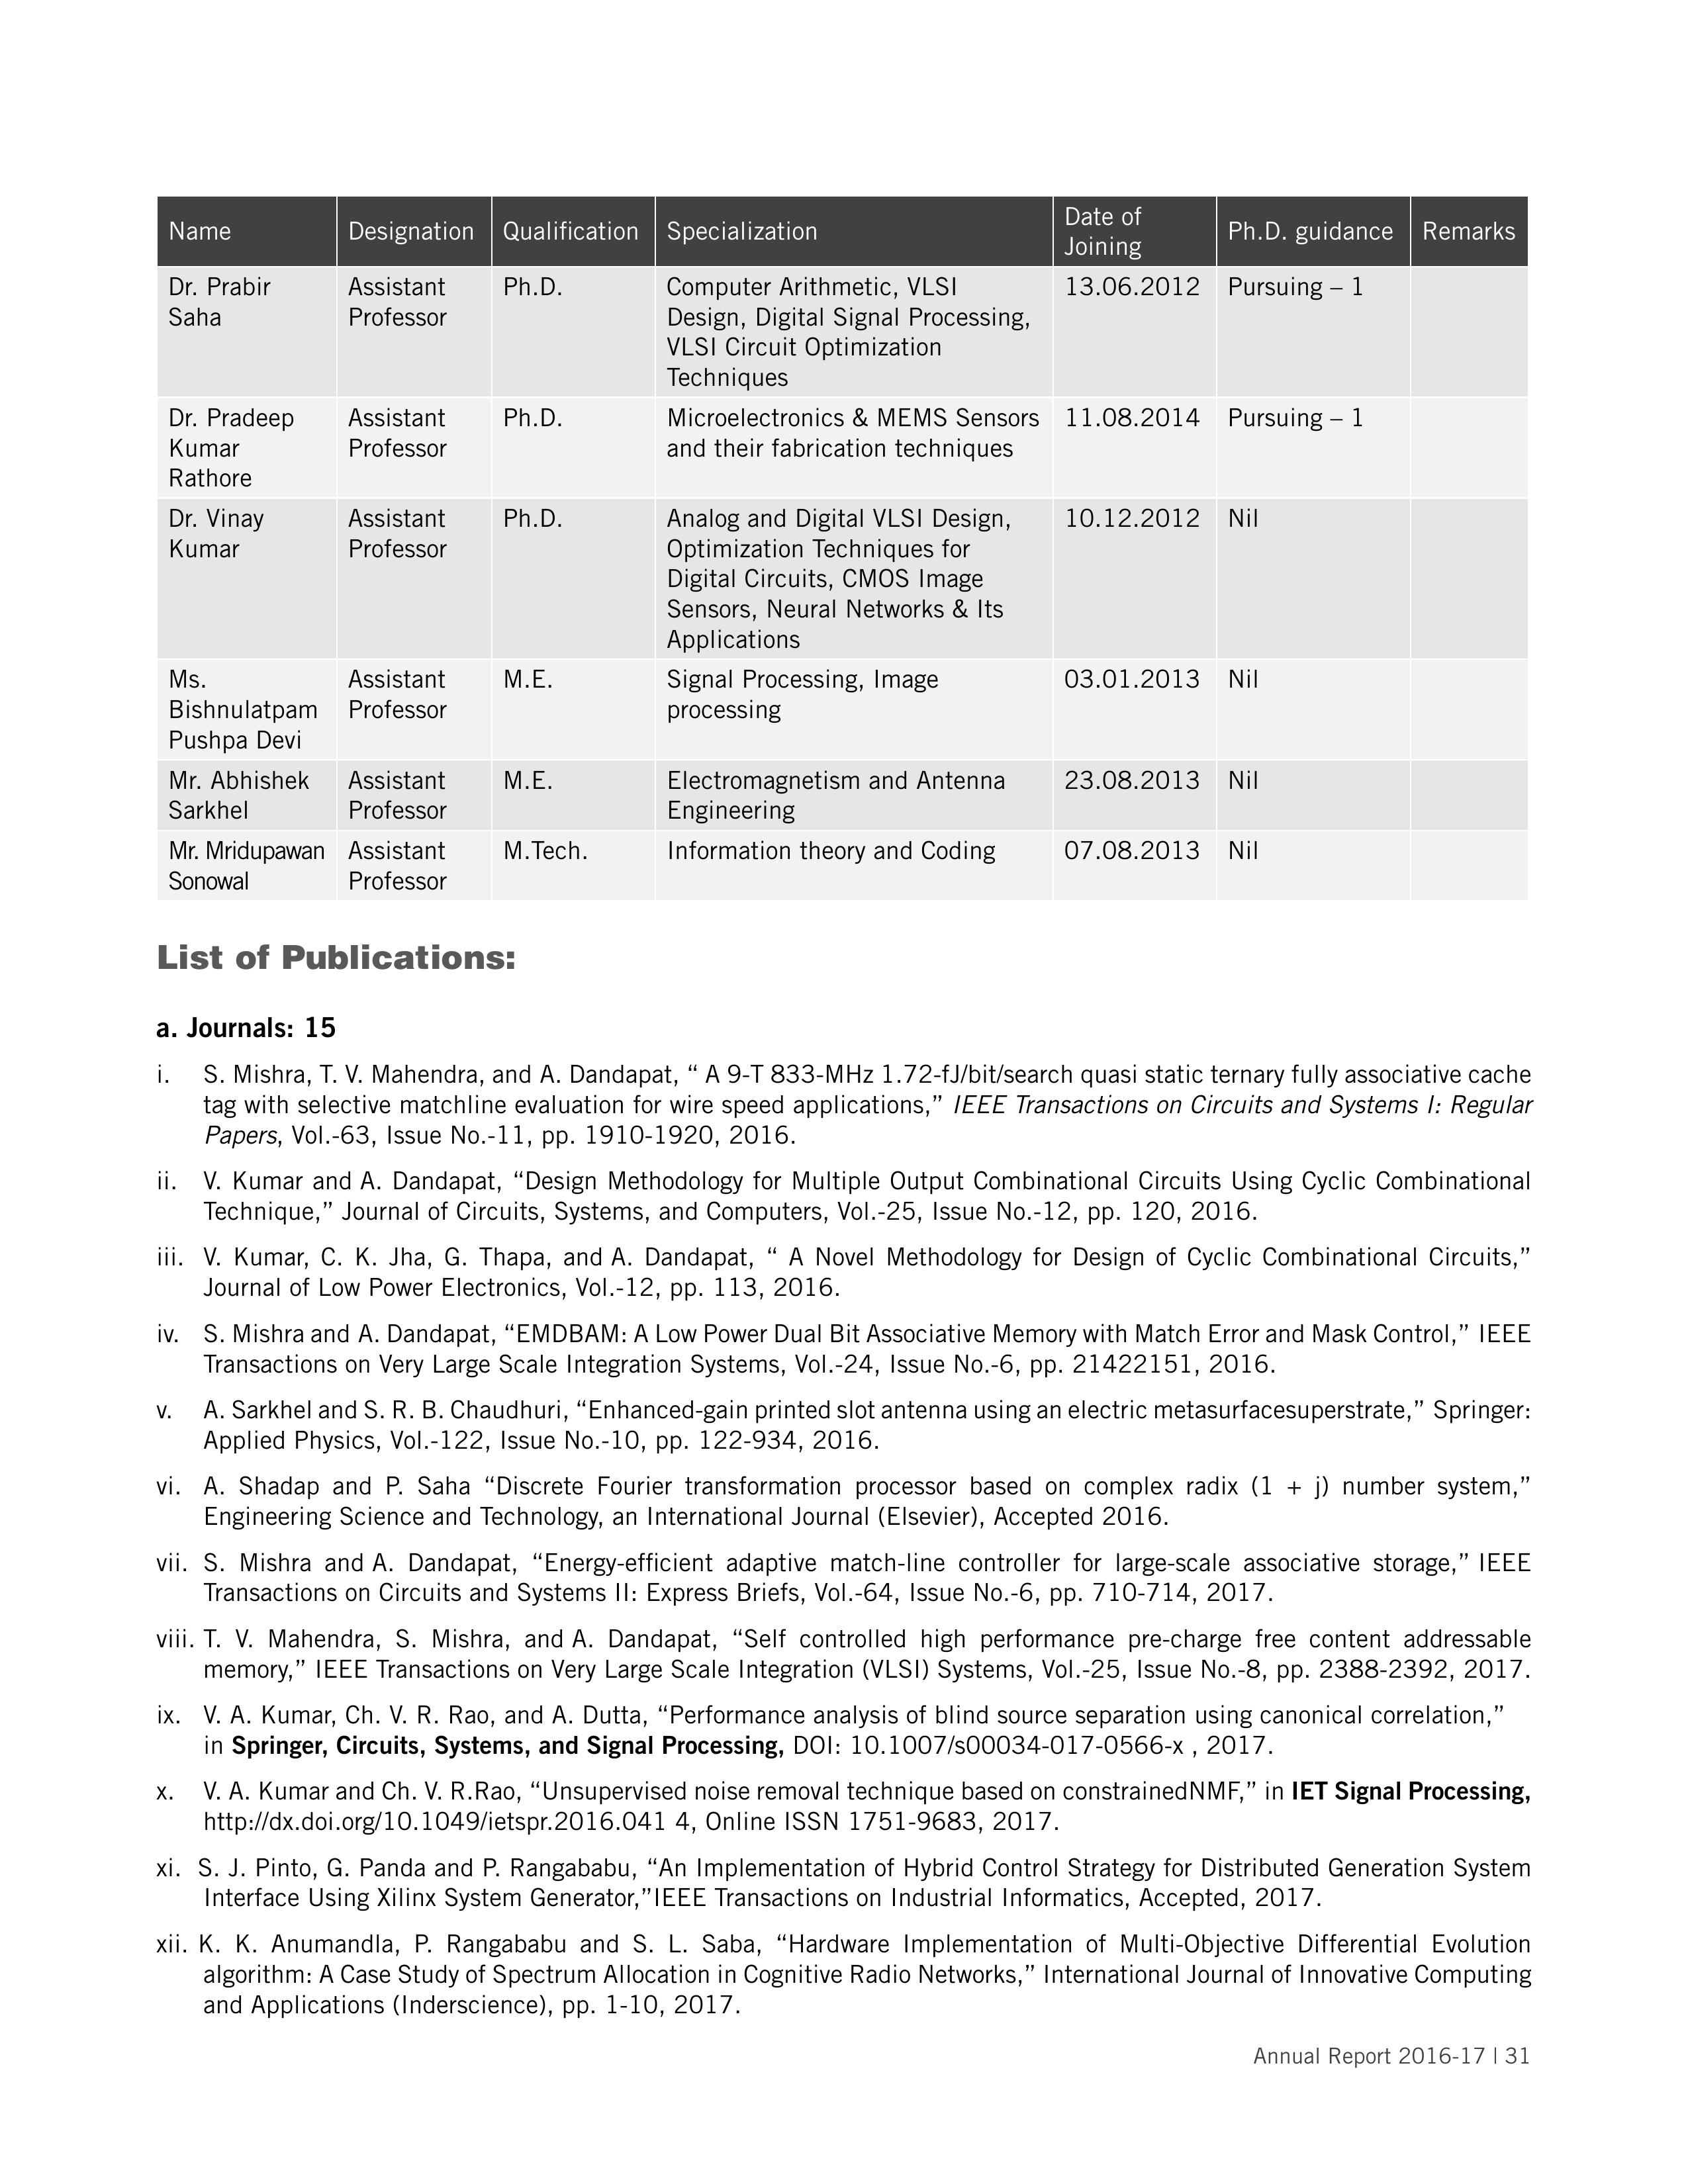 Name Designation Qualification Specialization Date of Joining Ph.D. guidance Remarks
Dr. Prabir Assistant Ph.D. Computer Arithmetic, VLSI 13.06.2012 Pursuing – 1
Saha Professor Design, Digital Signal Processing,
VLSI Circuit Optimization
Techniques
Dr. Pradeep Assistant Ph.D. Microelectronics & MEMS Sensors 11.08.2014 Pursuing – 1
Kumar Professor and their fabrication techniques
Rathore
Dr. Vinay Assistant Ph.D. Analog and Digital VLSI Design, 10.12.2012 Nil
Kumar Professor Optimization Techniques for
Digital Circuits, CMOS Image
Sensors, Neural Networks & Its
Applications
Ms. Assistant M.E. Signal Processing, Image 03.01.2013 Nil
Bishnulatpam Professor processing
Pushpa Devi
Mr. Abhishek Assistant M.E. Electromagnetism and Antenna 23.08.2013 Nil
Sarkhel Professor Engineering
Mr. Mridupawan Assistant M.Tech. Information theory and Coding 07.08.2013 Nil
Sonowal Professor
List of Publications:
a. Journals: 15
i. S. Mishra, T. V. Mahendra, and A. Dandapat, “ A 9-T 833-MHz 1.72-fJ/bit/search quasi static ternary fully associative cache
tag with selective matchline evaluation for wire speed applications,” IEEE Transactions on Circuits and Systems I: Regular
Papers, Vol.-63, Issue No.-11, pp. 1910-1920, 2016.
ii. V. Kumar and A. Dandapat, “Design Methodology for Multiple Output Combinational Circuits Using Cyclic Combinational
Technique,” Journal of Circuits, Systems, and Computers, Vol.-25, Issue No.-12, pp. 120, 2016.
iii. V. Kumar, C. K. Jha, G. Thapa, and A. Dandapat, “ A Novel Methodology for Design of Cyclic Combinational Circuits,”
Journal of Low Power Electronics, Vol.-12, pp. 113, 2016.
iv. S. Mishra and A. Dandapat, “EMDBAM: A Low Power Dual Bit Associative Memory with Match Error and Mask Control,” IEEE
Transactions on Very Large Scale Integration Systems, Vol.-24, Issue No.-6, pp. 21422151, 2016.
v. A. Sarkhel and S. R. B. Chaudhuri, “Enhanced-gain printed slot antenna using an electric metasurfacesuperstrate,” Springer:
Applied Physics, Vol.-122, Issue No.-10, pp. 122-934, 2016.
vi. A. Shadap and P. Saha “Discrete Fourier transformation processor based on complex radix (1 + j) number system,”
Engineering Science and Technology, an International Journal (Elsevier), Accepted 2016.
vii. S. Mishra and A. Dandapat, “Energy-efficient adaptive match-line controller for large-scale associative storage,” IEEE
Transactions on Circuits and Systems II: Express Briefs, Vol.-64, Issue No.-6, pp. 710-714, 2017.
viii. T. V. Mahendra, S. Mishra, and A. Dandapat, “Self controlled high performance pre-charge free content addressable
memory,” IEEE Transactions on Very Large Scale Integration (VLSI) Systems, Vol.-25, Issue No.-8, pp. 2388-2392, 2017.
ix. V. A. Kumar, Ch. V. R. Rao, and A. Dutta, “Performance analysis of blind source separation using canonical correlation,”
in Springer, Circuits, Systems, and Signal Processing, DOI: 10.1007/s00034-017-0566-x , 2017.
x. V. A. Kumar and Ch. V. R.Rao, “Unsupervised noise removal technique based on constrainedNMF,” in IET Signal Processing,
http://dx.doi.org/10.1049/ietspr.2016.041 4, Online ISSN 1751-9683, 2017.
xi. S. J. Pinto, G. Panda and P. Rangababu, “An Implementation of Hybrid Control Strategy for Distributed Generation System
Interface Using Xilinx System Generator,”IEEE Transactions on Industrial Informatics, Accepted, 2017.
xii. K. K. Anumandla, P. Rangababu and S. L. Saba, “Hardware Implementation of Multi-Objective Differential Evolution
algorithm: A Case Study of Spectrum Allocation in Cognitive Radio Networks,” International Journal of Innovative Computing
and Applications (Inderscience), pp. 1-10, 2017.
Annual Report 2016-17 | 31